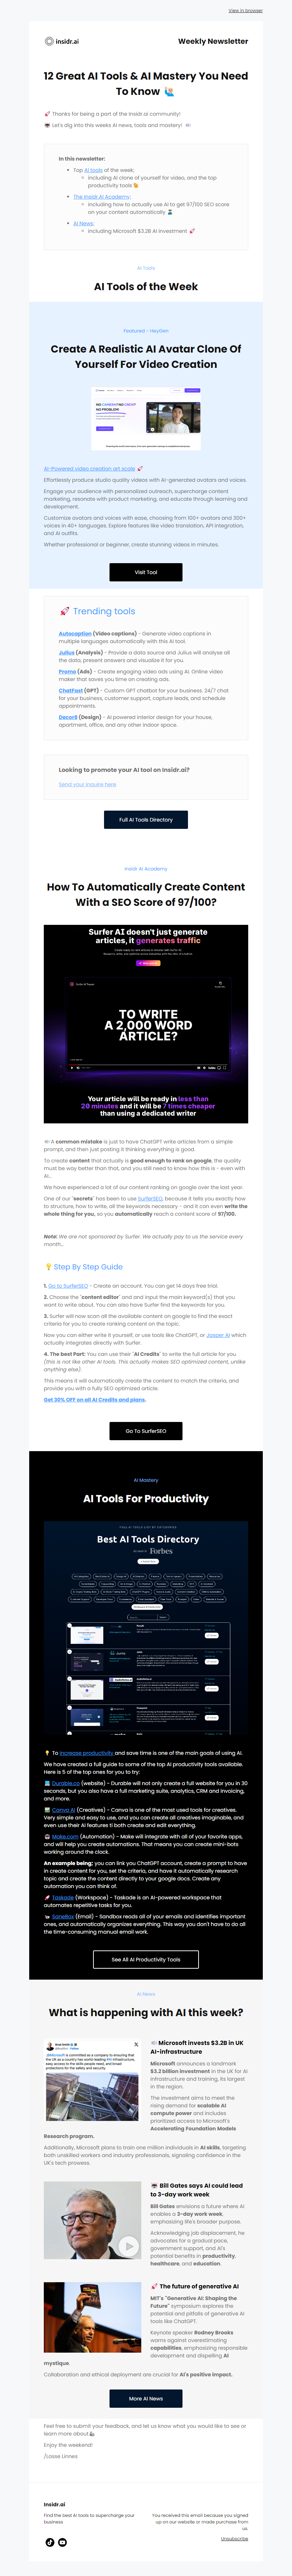 View in browser
insidr.ai
Weekly Newsletter
12 Great AI Tools & AI Mastery You Need
To Know
Thanks for being a part of the Insidr.ai community!
Let's dig into this weeks AI news, tools and mastery!
In this newsletter:
Top AI tools of the week;
including AI clone of yourself for video, and the top
productivity tools
The Insidr AI Academy;
including how to actually use AI to get 97/100 SEO score
on your content automatically
AI News;
including Microsoft $3.2B AI investment
AI Tools
AI Tools of the Week
Featured - HeyGen
Create A Realistic AI Avatar Clone Of
Yourself For Video Creation
NO CAMERA? NO CREW?
NO PROBLEM!
AI-Powered video creation art scale
Effortlessly produce studio quality videos with AI-generated avatars and voices.
Engage your audience with personalized outreach, supercharge content
marketing, resonate with product marketing, and educate through learning and
development.
Customise avatars and voices with ease, choosing from 100+ avatars and 300+
voices in 40+ languages. Explore features like video translation, API integration,
and AI outfits.
Whether professional or beginner, create stunning videos in minutes.
Visit Tool
Trending tools
Autocaption (Video captions) - Generate video captions in
multiple languages automatically with this AI tool.
Julius (Analysis) - Provide a data source and Julius will analyse all
the data, present answers and visualize it for you.
Promo (Ads) - Create engaging video ads using AI, Online video
maker that saves you time on creating ads.
ChatFast (GPT) - Custom GPT chatbot for your business. 24/7 chat
for your business, customer support, capture leads, and schedule
appointments.
Decor8 (Design) - AI powered interior design for your house,
apartment, office, and any other indoor space.
Looking to promote your AI tool on Insidr.ai?
Send your inquire here
Full AI Tools Directory
Insidr AI Academy
How To Automatically Create Content
With a SEO Score of 97/100?
Surfer AI doesn't just generate
articles, it generates traffic
TO WRITE
A 2,000 WORD
ARTICLE?
Your article will be ready in less than
20 minutes and it will be 7 times cheaper
than using a dedicated writer
A common mistake is just to have ChatGPT write articles from a simple
prompt, and then just posting it thinking everything is good.
To create content that actually is good enough to rank on google, the quality
must be way better than that, and you still need to know how this is - even with
AI...
We have experienced a lot of our content ranking on google over the last year.
One of our "secrets" has been to use SurferSEO, because it tells you exactly how
to structure, how to write, all the keywords necessary - and it can even write the
whole thing for you, so you automatically reach a content score of 97/100.
Note: We are not sponsored by Surfer. We actually pay to us the service every
month...
Step By Step Guide
1. Go to SurferSEO - Create an account. You can get 14 days free trial.
2. Choose the "content editor" and and input the main keyword(s) that you
want to write about. You can also have Surfer find the keywords for you.
3. Surfer will now scan all the available content on google to find the exact
criteria for you to create ranking content on the topic.
Now you can either write it yourself, or use tools like ChatGPT, or Jasper AI which
actually integrates directly with Surfer.
4. The best Part: You can use their "AI Credits" to write the full article for you
(this is not like other AI tools. This actually makes SEO optimized content, unlike
anything else).
This means it will automatically create the content to match the criteria, and
provide you with a fully SEO optimized article.
Get 30% OFF on all AI Credits and plans.
Go To SurferSEO
AI Mastery
AI Tools For Productivity
Best AI Tools Directory
Forbes
To increase productivity and save time is one of the main goals of using AI.
We have created a full guide to some of the top AI productivity tools available.
Here is 5 of the top ones for you to try:
Durable.co (website) - Durable will not only create a full website for you in 30
seconds, but you also have a full marketing suite, analytics, CRM and invoicing,
and more.
Canva AI (Creatives) - Canva is one of the most used tools for creatives.
Very simple and easy to use, and you can create all creatives imaginable, and
even use their AI features ti both create and edit everything.
Make.com (Automation) - Make will integrate with all of your favorite apps,
and will help you create automations. That means you can create mini-bots
working around the clock.
An example being; you can link you ChatGPT account, create a prompt to have
in create content for you, set the criteria, and have it automatically research
topic and create the content directly to your google docs. Create any
automation you can think of.
Taskade (Workspace) - Taskade is an AI-powered workspace that
automates repetitive tasks for you.
SaneBox (Email) - Sandbox reads all of your emails and identifies important
ones, and automatically organizes everything. This way you don't have to do all
the time-consuming manual email work.
See All AI Productivity Tools
AI News
What is happening with AI this week?
Microsoft invests $3.2B in UK
AI-infrastructure
Microsoft announces a landmark
$3.2 billion investment in the UK for AI
infrastructure and training, its largest
in the region.
The investment aims to meet the
rising demand for scalable AI
compute power and includes
prioritized access to Microsoft's
Accelerating Foundation Models
Research program.
Additionally, Microsoft plans to train one million individuals in AI skills, targeting
both unskilled workers and industry professionals, signaling confidence in the
UK's tech prowess.
Bill Gates says AI could lead
to 3-day work week
Bill Gates envisions a future where AI
enables a 3-day work week,
emphasizing life's broader purpose.
Acknowledging job displacement, he
advocates for a gradual pace,
government support, and AI's
potential benefits in productivity,
healthcare, and education.
The future of generative AI
MIT's "Generative AI: Shaping the
Future" symposium explores the
potential and pitfalls of generative AI
tools like ChatGPT.
Keynote speaker Rodney Brooks
warns against overestimating
capabilities, emphasizing responsible
development and dispelling AI
mystique.
Collaboration and ethical deployment are crucial for AI's positive impact.
More AI News
Feel free to submit your feedback, and let us know what you would like to see or
learn more about
Enjoy the weekend!
/Lasse Linnes
Insidr.ai
Find the best AI tools to supercharge your
business
You received this email because you signed
up on our website or made purchase from
us.
Unsubscribe